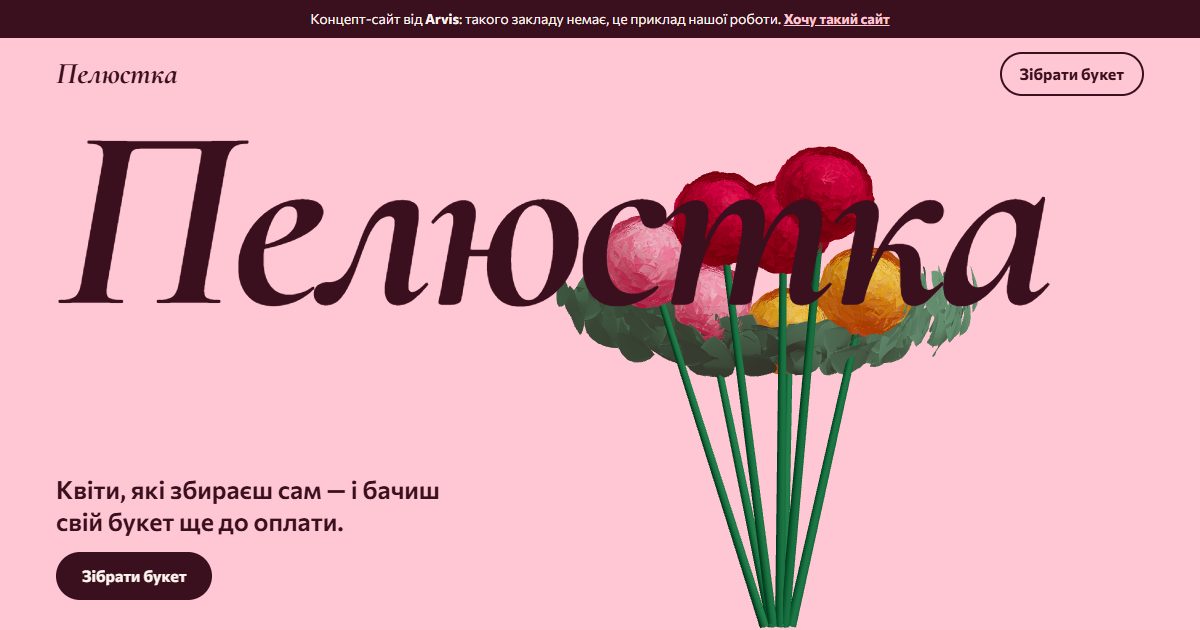 Концепт-сайт від Arvis: такого закладу немає, це приклад нашої роботи. Хочу такий сайт
Пелюстка
Зібрати букет
Пелюстка
Квіти, які збираєш сам — і бачиш
свій букет ще до оплати.
Зібрати букет